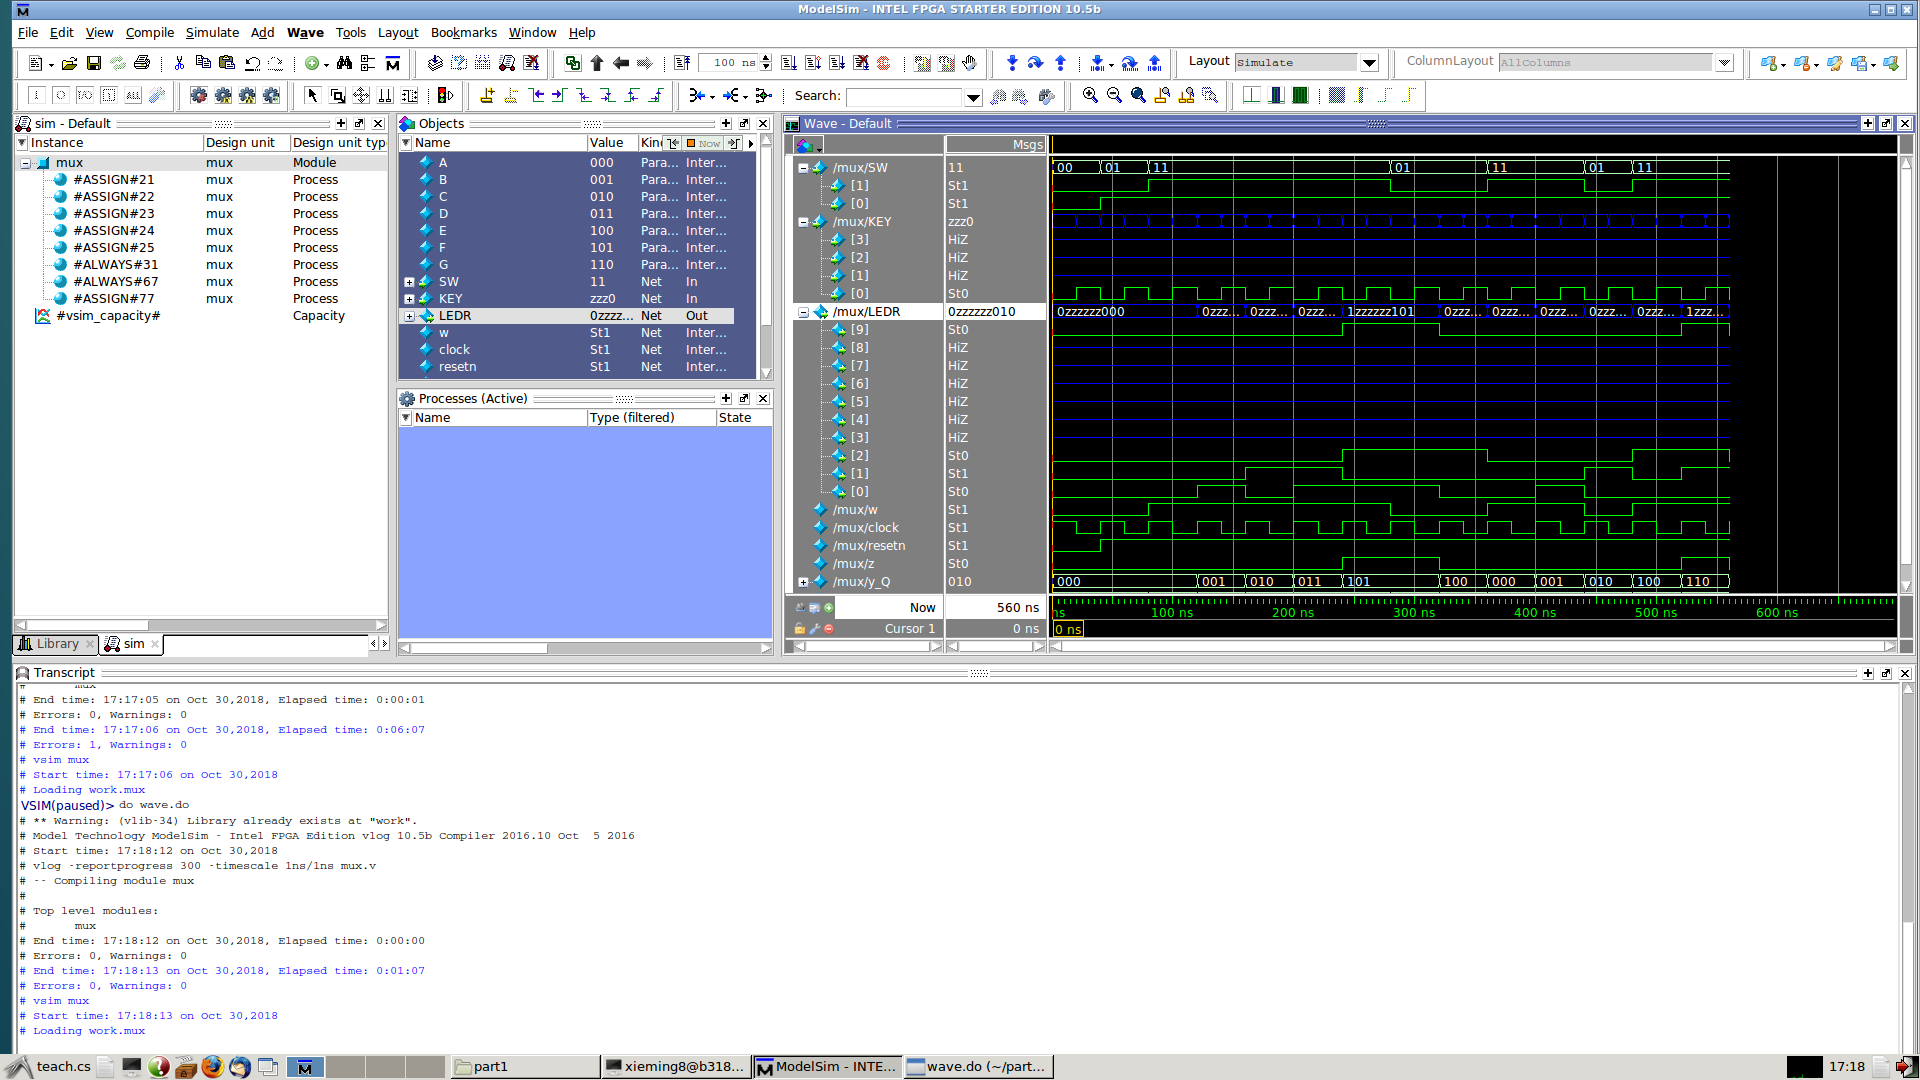 ModelSim - INTEL FPGA STARTER EDITION 10.5b
File Edit View Compile Simulate Add Wave Tools Layout Bookmarks Window Help
100 ns
Layout Simulate
ColumnLayout AllColumns
Search:
sim - Default
Instance Design unit Design unit typ
mux mux Module
#ASSIGN#21 mux Process
#ASSIGN#22 mux Process
#ASSIGN#23 mux Process
#ASSIGN#24 mux Process
#ASSIGN#25 mux Process
#ALWAYS#31 mux Process
#ALWAYS#67 mux Process
#ASSIGN#77 mux Process
#vsim_capacity# Capacity
Library sim
Objects
Name Value Kin Now
A 000 Para... Inter...
B 001 Para... Inter...
C 010 Para... Inter...
D 011 Para... Inter...
E 100 Para... Inter...
F 101 Para... Inter...
G 110 Para... Inter...
SW 11 Net In
KEY zzz0 Net In
LEDR 0zzzz... Net Out
w St1 Net Inter...
clock St1 Net Inter...
resetn St1 Net Inter...
Processes (Active)
Name Type (filtered) State
Wave - Default
Msgs
/mux/SW 11 00 01 11 01 11 01 11
[1] St1
[0] St1
/mux/KEY zzz0
[3] HiZ
[2] HiZ
[1] HiZ
[0] St0
/mux/LEDR 0zzzzzz010 0zzzzzz000 0zzz... 0zzz... 0zzz... 1zzzzzz101 0zzz... 0zzz... 0zzz... 0zzz... 0zzz... 1zzz...
[9] St0
[8] HiZ
[7] HiZ
[6] HiZ
[5] HiZ
[4] HiZ
[3] HiZ
[2] St0
[1] St1
[0] St0
/mux/w St1
/mux/clock St1
/mux/resetn St1
/mux/z St0
/mux/y_Q 010 000 001 010 011 101 100 000 001 010 100 110
Now 560 ns ns 100 ns 200 ns 300 ns 400 ns 500 ns 600 ns
Cursor 1 0 ns 0 ns
Transcript
# mux
# End time: 17:17:05 on Oct 30,2018, Elapsed time: 0:00:01
# Errors: 0, Warnings: 0
# End time: 17:17:06 on Oct 30,2018, Elapsed time: 0:06:07
# Errors: 1, Warnings: 0
# vsim mux
# Start time: 17:17:06 on Oct 30,2018
# Loading work.mux
VSIM(paused)> do wave.do
# ** Warning: (vlib-34) Library already exists at "work".
# Model Technology ModelSim - Intel FPGA Edition vlog 10.5b Compiler 2016.10 Oct  5 2016
# Start time: 17:18:12 on Oct 30,2018
# vlog -reportprogress 300 -timescale 1ns/1ns mux.v
# -- Compiling module mux
#
# Top level modules:
# mux
# End time: 17:18:12 on Oct 30,2018, Elapsed time: 0:00:00
# Errors: 0, Warnings: 0
# End time: 17:18:13 on Oct 30,2018, Elapsed time: 0:01:07
# Errors: 0, Warnings: 0
# vsim mux
# Start time: 17:18:13 on Oct 30,2018
# Loading work.mux
teach.cs part1 xieming8@b318... ModelSim - INTE... wave.do (~/part... 17:18